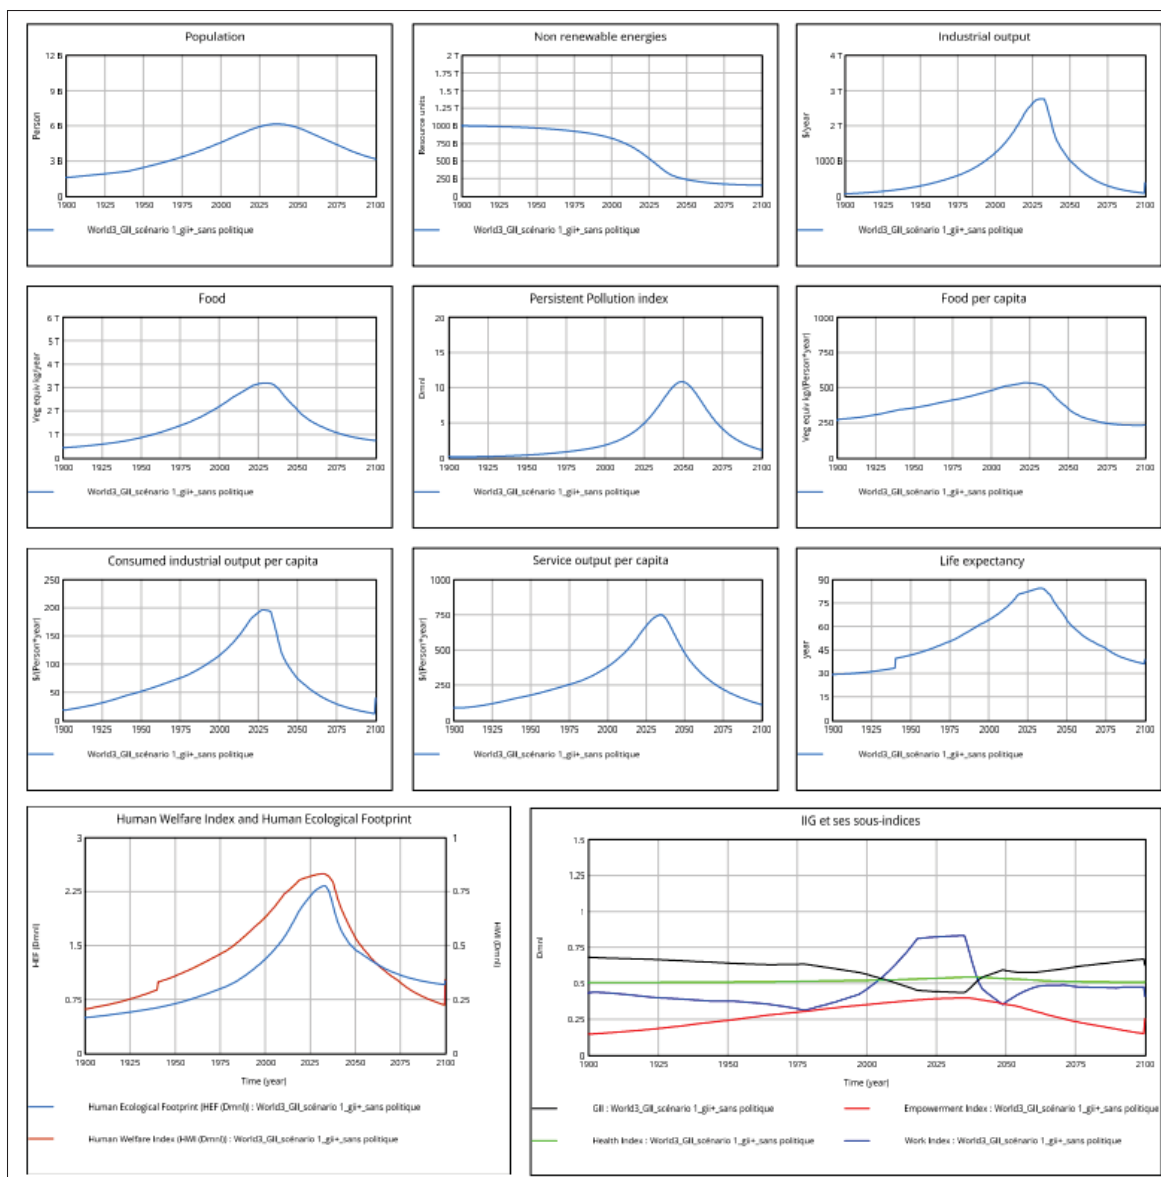 Population
12 B
9 B
6 B
3 B
0
Person
1900 1925 1950 1975 2000 2025 2050 2075 2100
World3_GII_scénario 1_gii+_sans politique
Non renewable energies
2 T
1.75 T
1.5 T
1.25 T
1000 B
750 B
500 B
250 B
0
Resource units
1900 1925 1950 1975 2000 2025 2050 2075 2100
World3_GII_scénario 1_gii+_sans politique
Industrial output
4 T
3 T
2 T
1000 B
0
$/year
1900 1925 1950 1975 2000 2025 2050 2075 2100
World3_GII_scénario 1_gii+_sans politique
Food
6 T
5 T
4 T
3 T
2 T
1 T
0
Veg equiv kg/year
1900 1925 1950 1975 2000 2025 2050 2075 2100
World3_GII_scénario 1_gii+_sans politique
Persistent Pollution index
20
15
10
5
0
Dmnl
1900 1925 1950 1975 2000 2025 2050 2075 2100
World3_GII_scénario 1_gii+_sans politique
Food per capita
1000
750
500
250
0
Veg equiv kg/(Person*year)
1900 1925 1950 1975 2000 2025 2050 2075 2100
World3_GII_scénario 1_gii+_sans politique
Consumed industrial output per capita
250
200
150
100
50
0
$/(Person*year)
1900 1925 1950 1975 2000 2025 2050 2075 2100
World3_GII_scénario 1_gii+_sans politique
Service output per capita
1000
750
500
250
0
$/(Person*year)
1900 1925 1950 1975 2000 2025 2050 2075 2100
World3_GII_scénario 1_gii+_sans politique
Life expectancy
90
75
60
45
30
15
0
year
1900 1925 1950 1975 2000 2025 2050 2075 2100
World3_GII_scénario 1_gii+_sans politique
Human Welfare Index and Human Ecological Footprint
3
2.25
1.5
0.75
0
HEF (Dmnl)
1
0.75
0.5
0.25
0
HWI (Dmnl)
1900 1925 1950 1975 2000 2025 2050 2075 2100
Time (year)
Human Ecological Footprint (HEF (Dmnl)) : World3_GII_scénario 1_gii+_sans politique
Human Welfare Index (HWI (Dmnl)) : World3_GII_scénario 1_gii+_sans politique
IIG et ses sous-indices
1.5
1.25
1
0.75
0.5
0.25
0
Dmnl
1900 1925 1950 1975 2000 2025 2050 2075 2100
Time (year)
GII : World3_GII_scénario 1_gii+_sans politique
Empowerment Index : World3_GII_scénario 1_gii+_sans politique
Health Index : World3_GII_scénario 1_gii+_sans politique
Work Index : World3_GII_scénario 1_gii+_sans politique